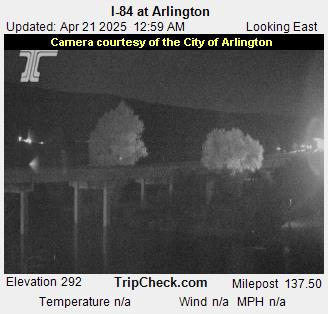 I-84 at Arlington
Updated: Apr 21 2025 12:59 AM Looking East
Camera courtesy of the City of Arlington
Elevation 292 TripCheck.com Milepost 137.50
Temperature n/a Wind n/a MPH n/a